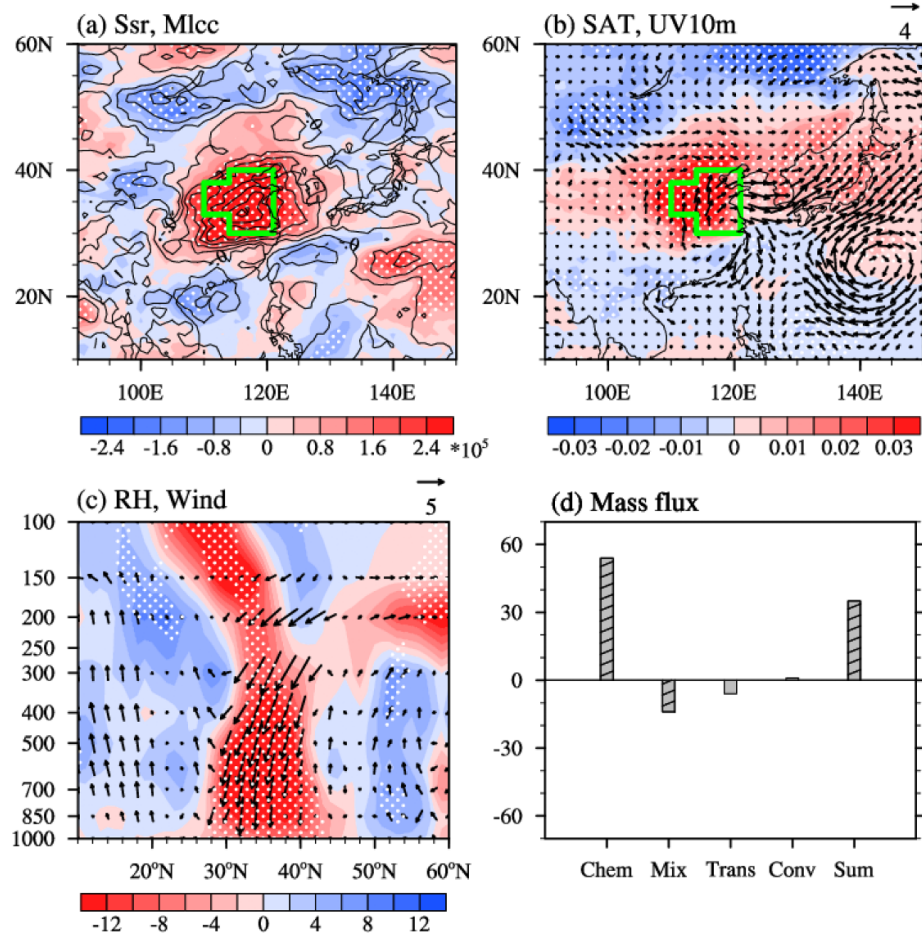 (a) Ssr, Mlcc
60N
40N
20N
100E 120E 140E
-2.4 -1.6 -0.8 0 0.8 1.6 2.4 *10^5
(b) SAT, UV10m
4
60N
40N
20N
100E 120E 140E
-0.03 -0.02 -0.01 0 0.01 0.02 0.03
(c) RH, Wind
5
100
150
200
250
300
400
500
700
850
1000
20°N 30°N 40°N 50°N 60°N
-12 -8 -4 0 4 8 12
(d) Mass flux
60
30
0
-30
-60
Chem Mix Trans Conv Sum